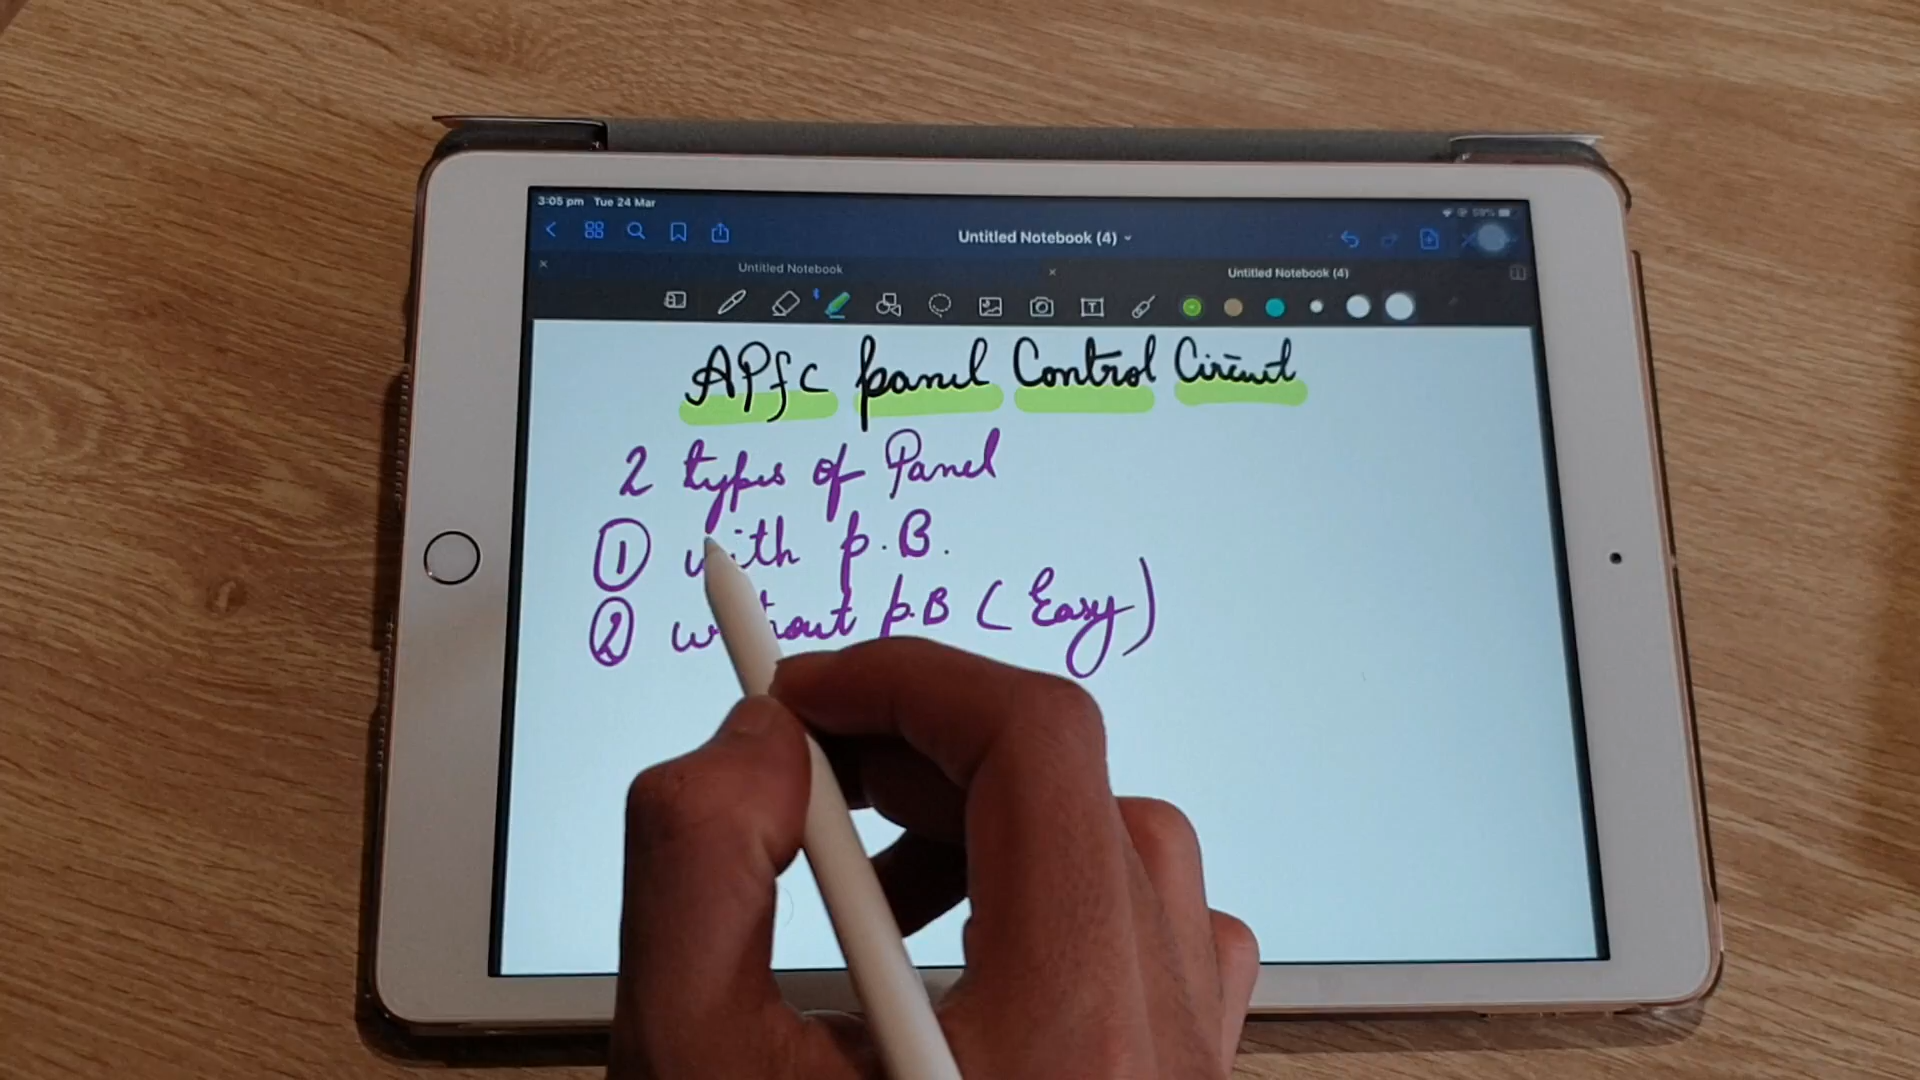 3:05 pm Tue 24 Mar
59%
Untitled Notebook (4)
Untitled Notebook
Untitled Notebook (4)
APfc panel Control Circuit
2 types of Panel
① with p.B.
② without p.B (Easy)